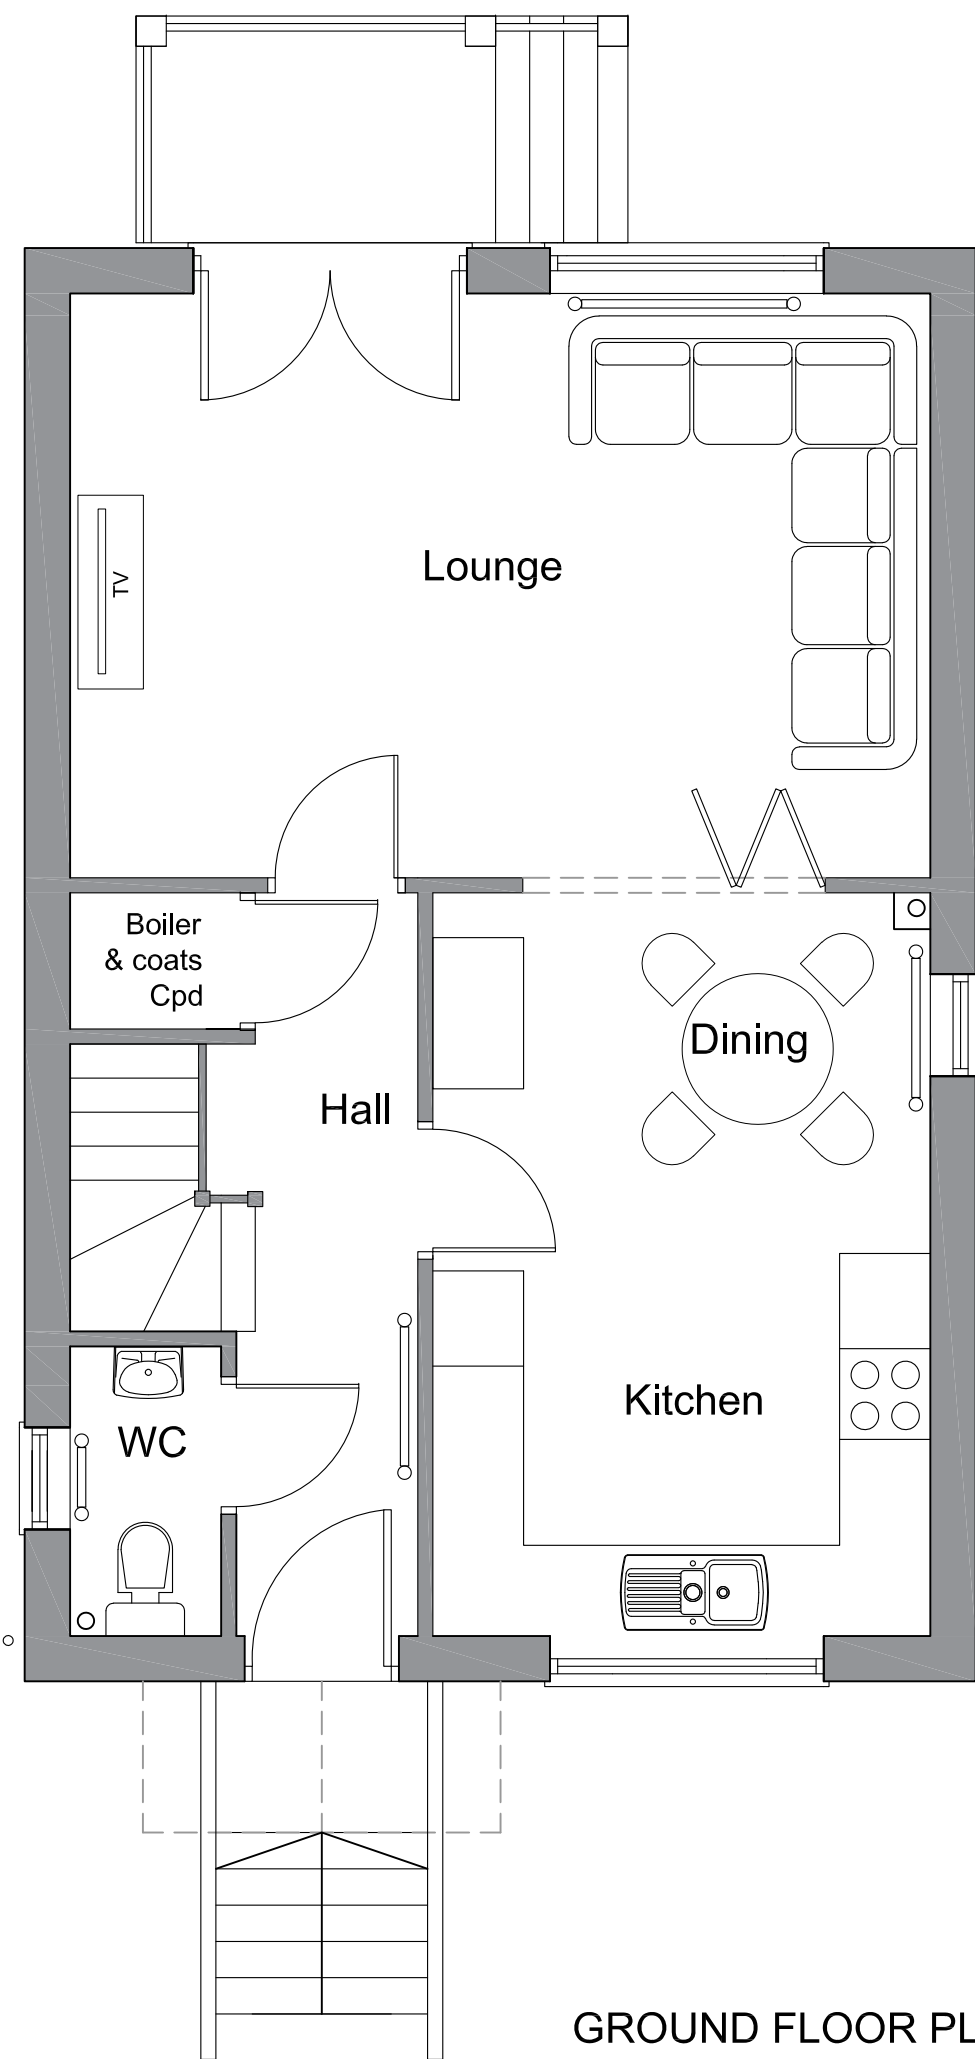 Lounge
TV
Boiler
& coats
Cpd
Dining
Hall
Kitchen
WC
GROUND FLOOR PL